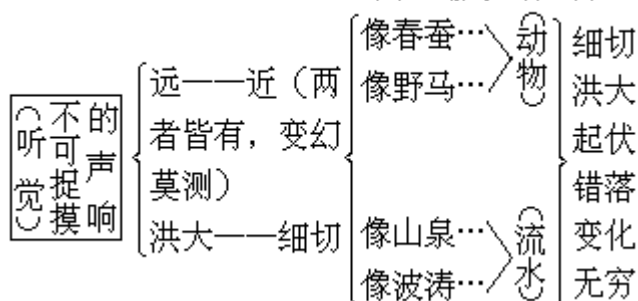 不可捉摸的声响
(听觉)
远——近(两
者皆有,变幻
莫测)
洪大——细切
像春蚕…
像野马…
(动物)
像山泉…
像波涛…
(流水)
细切
洪大
起伏
错落
变化
无穷